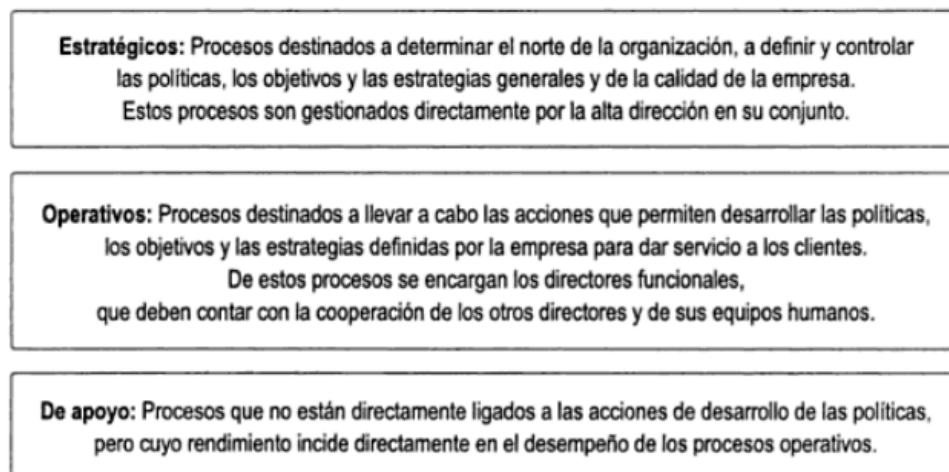 Estratégicos: Procesos destinados a determinar el norte de la organización, a definir y controlar
las políticas, los objetivos y las estrategias generales y de la calidad de la empresa.
Estos procesos son gestionados directamente por la alta dirección en su conjunto.
Operativos: Procesos destinados a llevar a cabo las acciones que permiten desarrollar las políticas,
los objetivos y las estrategias definidas por la empresa para dar servicio a los clientes.
De estos procesos se encargan los directores funcionales,
que deben contar con la cooperación de los otros directores y de sus equipos humanos.
De apoyo: Procesos que no están directamente ligados a las acciones de desarrollo de las políticas,
pero cuyo rendimiento incide directamente en el desempeño de los procesos operativos.